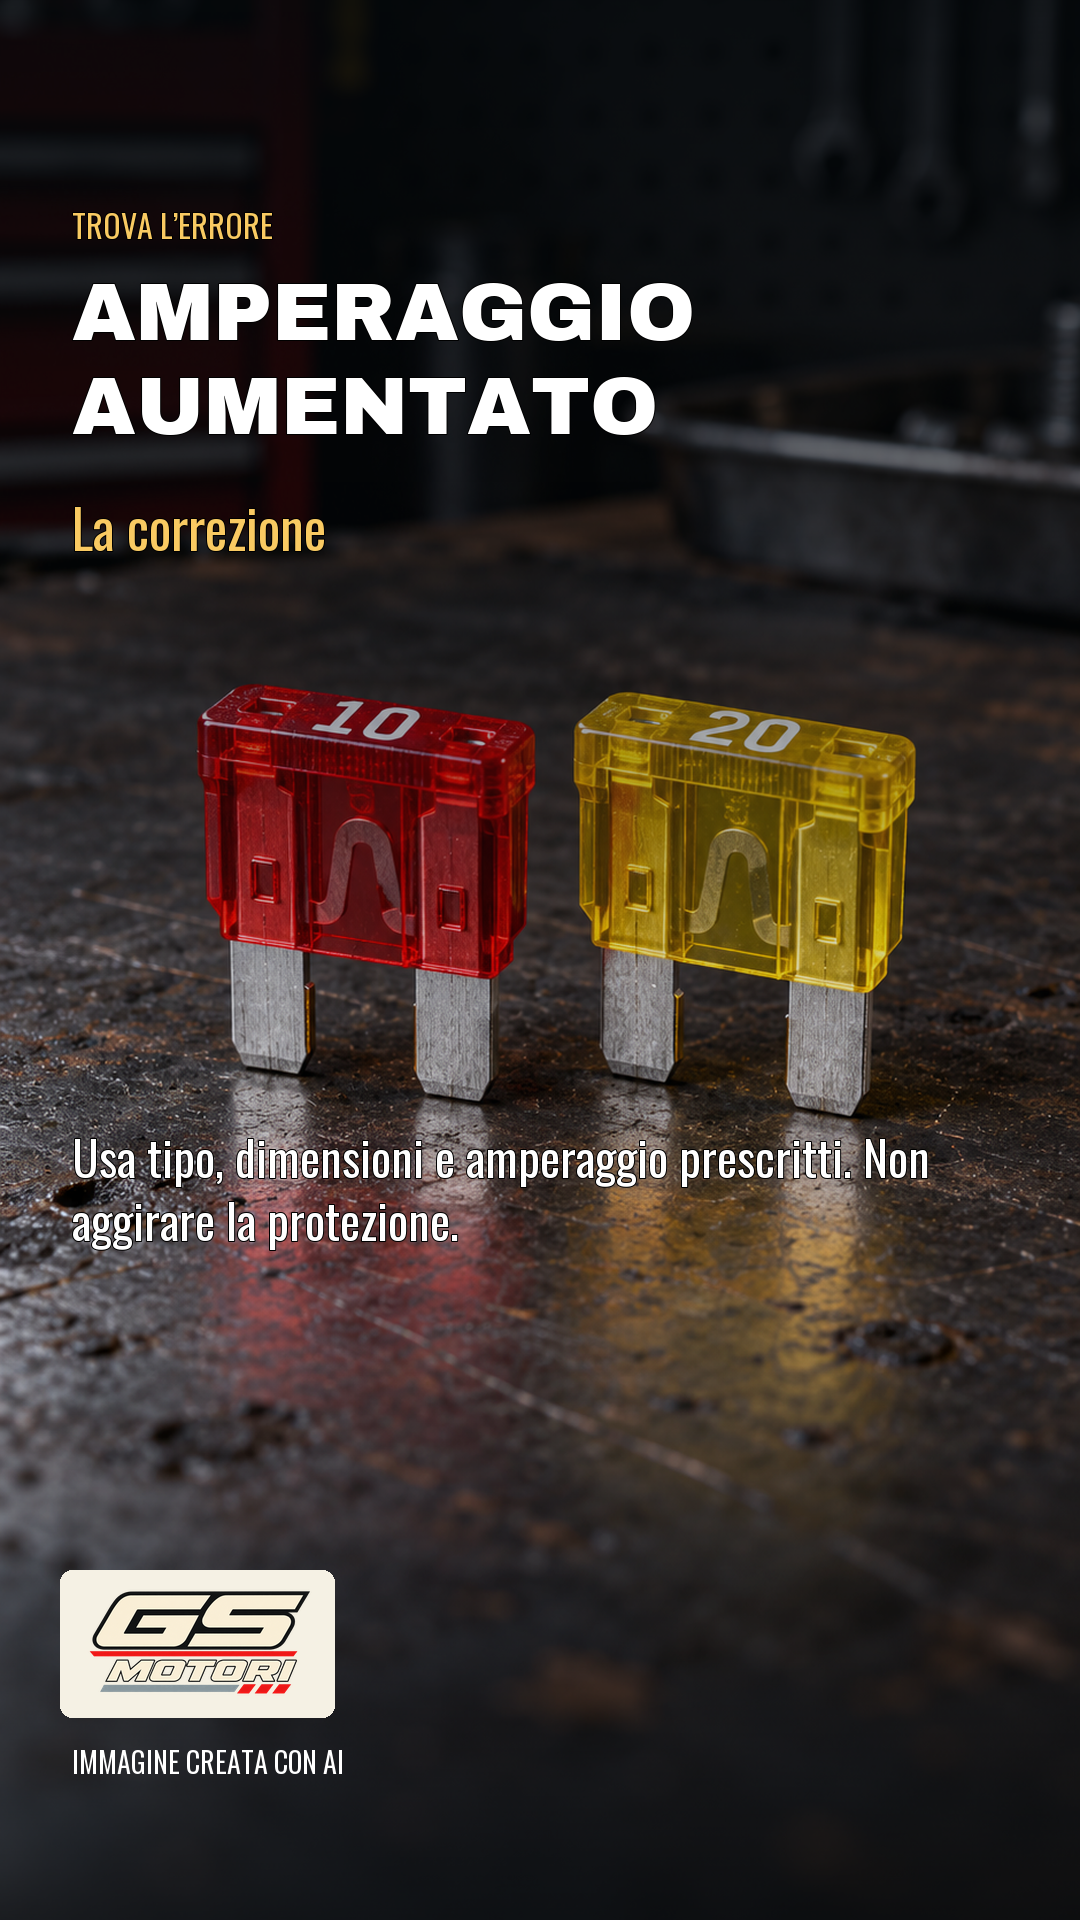 TROVA L’ERRORE
AMPERAGGIO
AUMENTATO
La correzione
10
20
Usa tipo, dimensioni e amperaggio prescritti. Non
aggirare la protezione.
GS
MOTORI
IMMAGINE CREATA CON AI